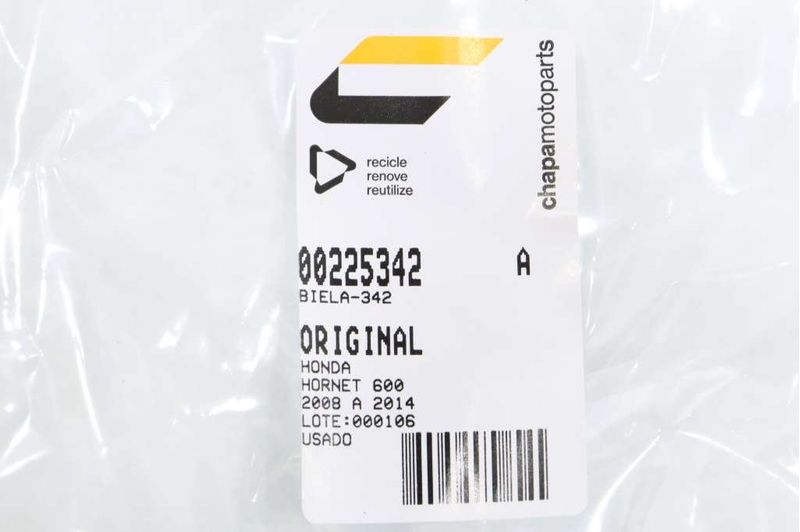 chapamotoparts
recicle
renove
reutilize
00225342 A
BIELA-342
ORIGINAL
HONDA
HORNET 600
2008 A 2014
LOTE:000106
USADO